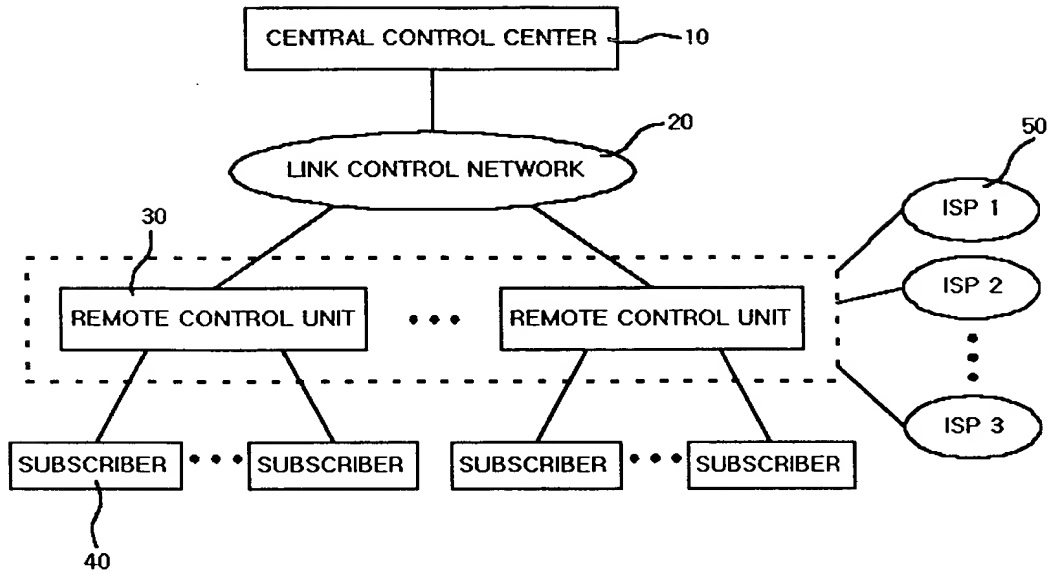 CENTRAL CONTROL CENTER
10
20
LINK CONTROL NETWORK
50
ISP 1
30
ISP 2
REMOTE CONTROL UNIT
REMOTE CONTROL UNIT
ISP 3
SUBSCRIBER
SUBSCRIBER
SUBSCRIBER
SUBSCRIBER
40